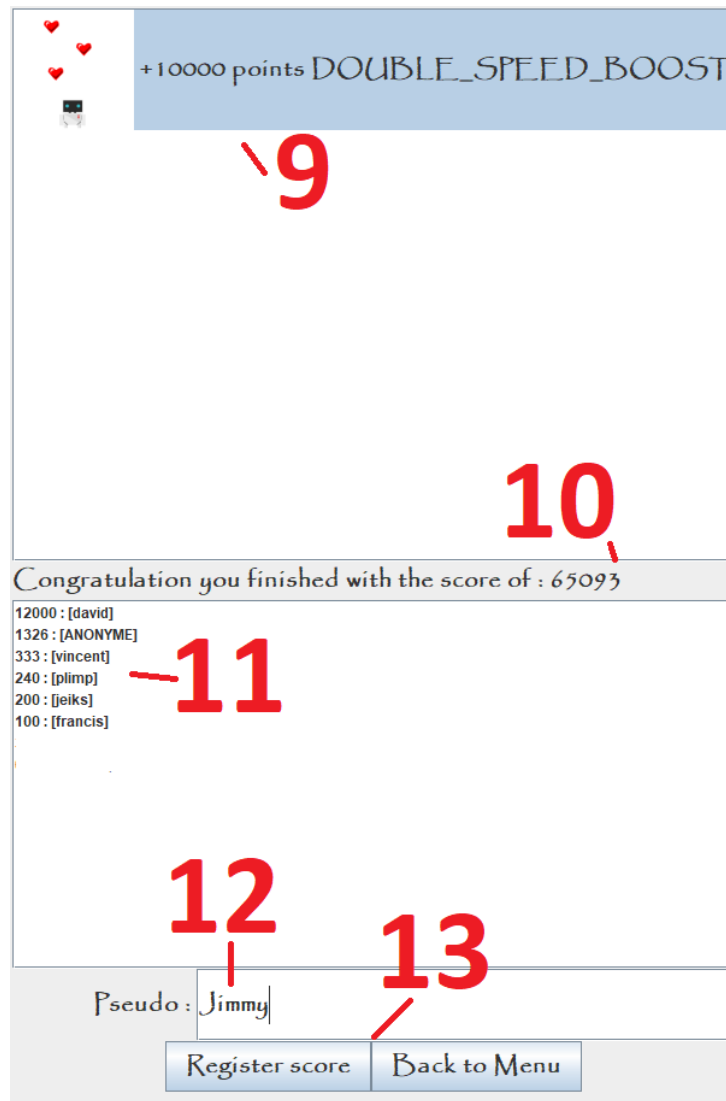 +10000 points DOUBLE_SPEED_BOOST
9
10
Congratulation you finished with the score of : 65093
12000 : [david]
1326 : [ANONYME]
333 : [vincent]
240 : [plimp]
11
200 : [jeiks]
100 : [francis]
12
13
Pseudo : Jimmy
Register score Back to Menu